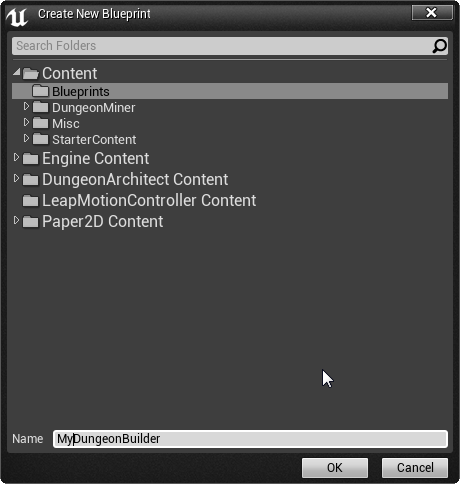 Create New Blueprint
Search Folders
Content
Blueprints
DungeonMiner
Misc
StarterContent
Engine Content
DungeonArchitect Content
LeapMotionController Content
Paper2D Content
Name MyDungeonBuilder
OK Cancel